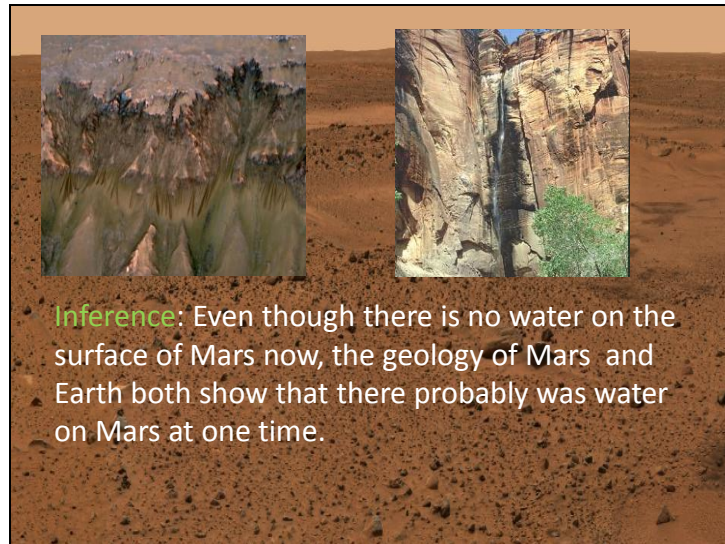 Inference: Even though there is no water on the
surface of Mars now, the geology of Mars  and
Earth both show that there probably was water
on Mars at one time.